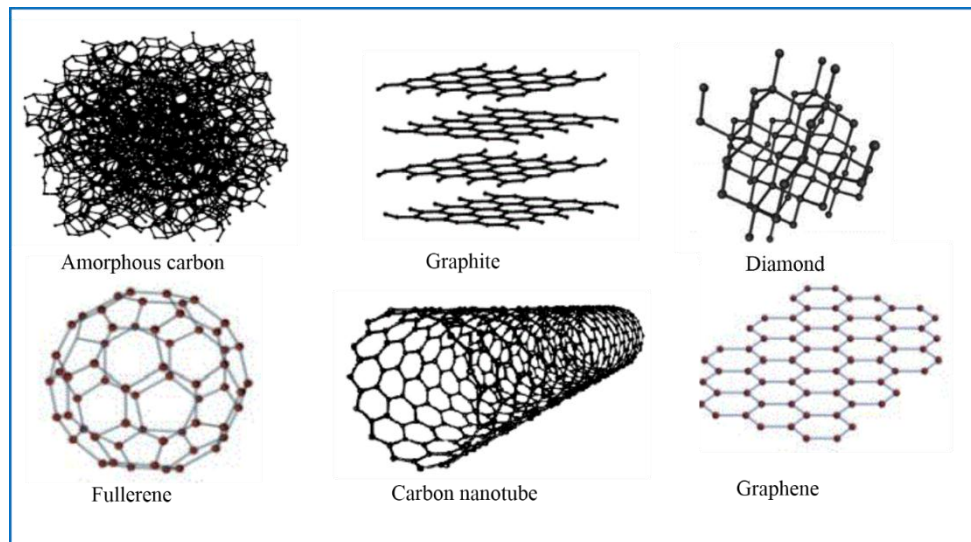 Amorphous carbon
Graphite
Diamond
Fullerene
Carbon nanotube
Graphene